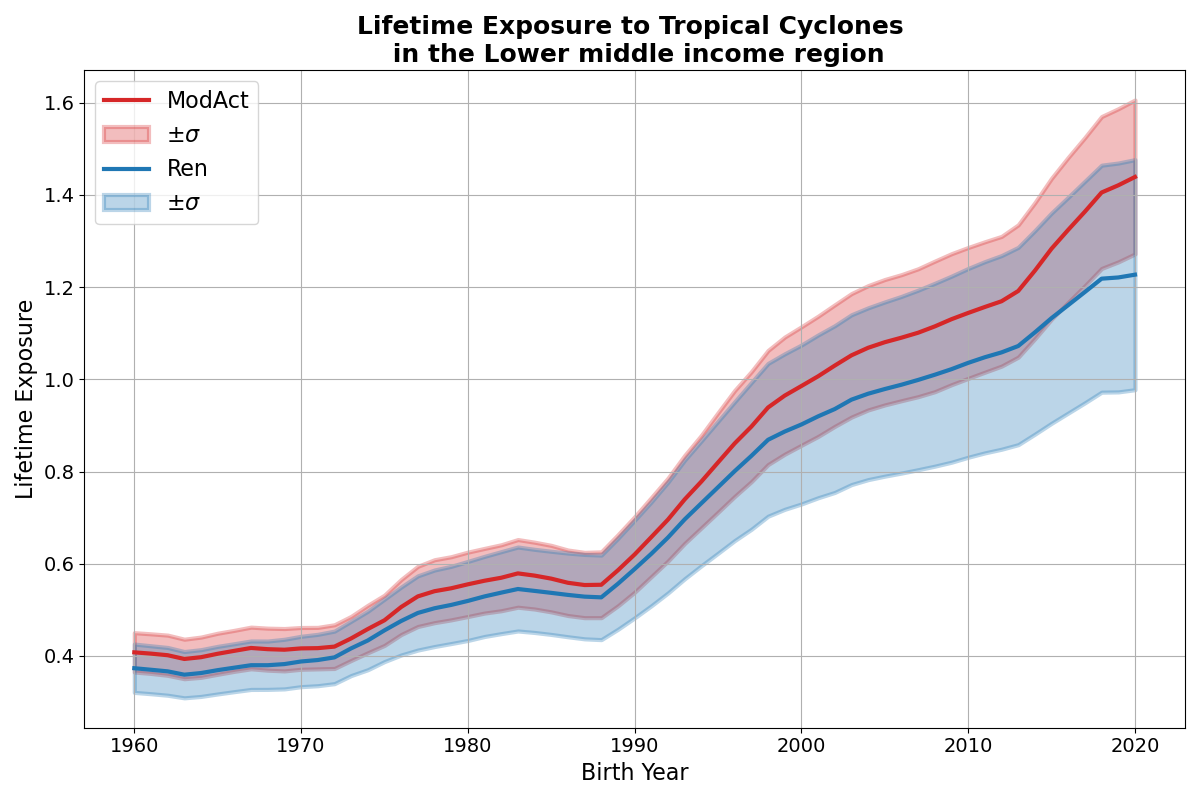 Lifetime Exposure to Tropical Cyclones
in the Lower middle income region
ModAct
±σ
Ren
±σ
Lifetime Exposure
1.6
1.4
1.2
1.0
0.8
0.6
0.4
1960 1970 1980 1990 2000 2010 2020
Birth Year